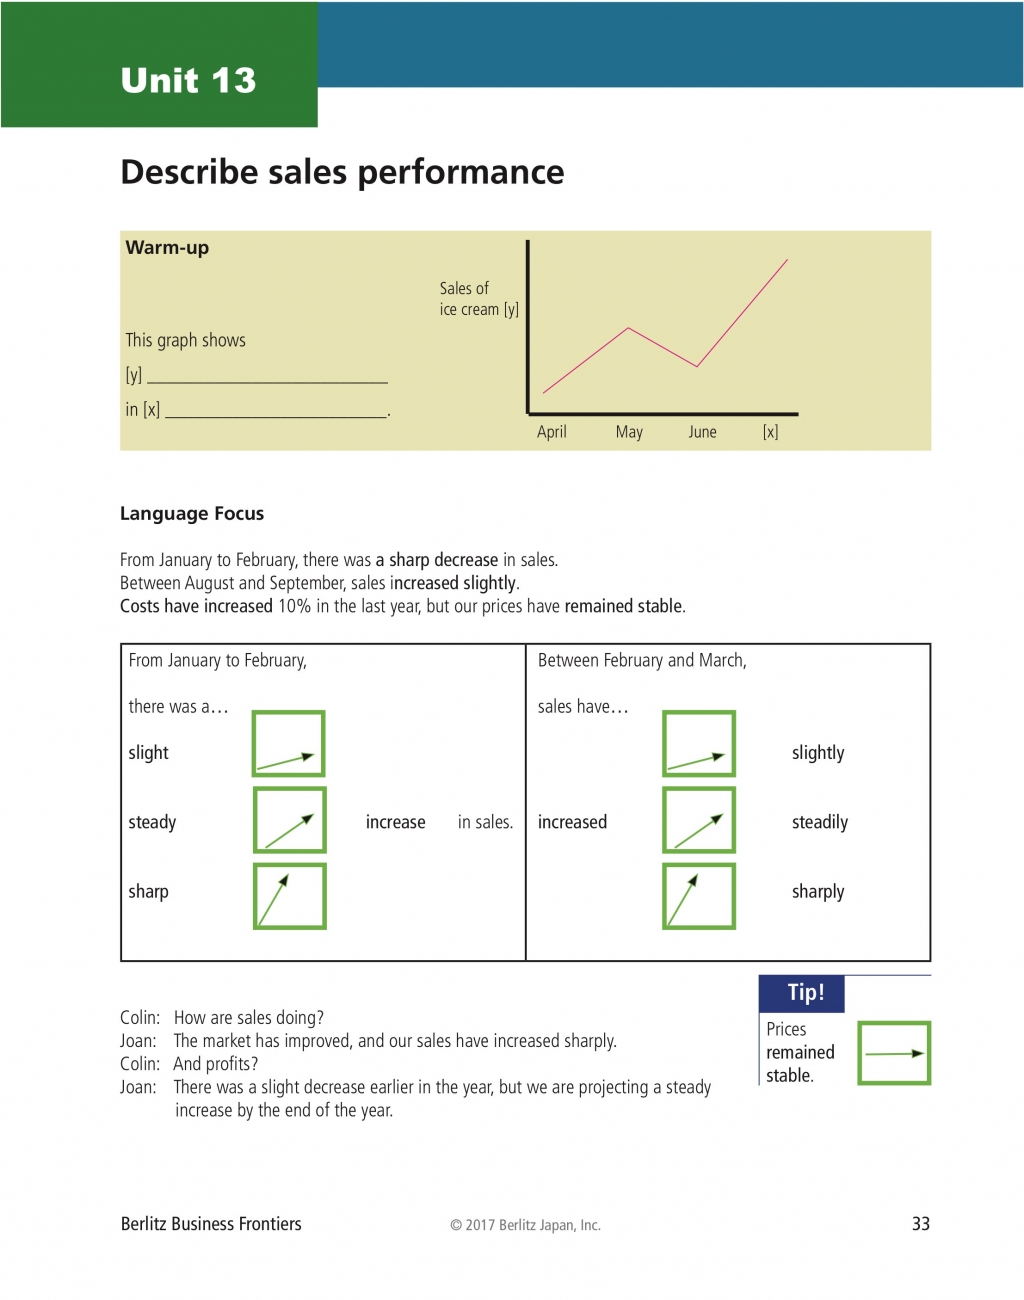 Unit 13
Describe sales performance
Warm-up
Sales of
ice cream [y]
This graph shows
[y] ___________________________
in [x] _________________________.
April May June [x]
Language Focus
From January to February, there was a sharp decrease in sales.
Between August and September, sales increased slightly.
Costs have increased 10% in the last year, but our prices have remained stable.
From January to February,
there was a…
slight
steady increase in sales.
sharp
Between February and March,
sales have…
slightly
increased steadily
sharply
Colin: How are sales doing?
Joan: The market has improved, and our sales have increased sharply.
Colin: And profits?
Joan: There was a slight decrease earlier in the year, but we are projecting a steady
increase by the end of the year.
Tip!
Prices
remained
stable.
Berlitz Business Frontiers © 2017 Berlitz Japan, Inc. 33